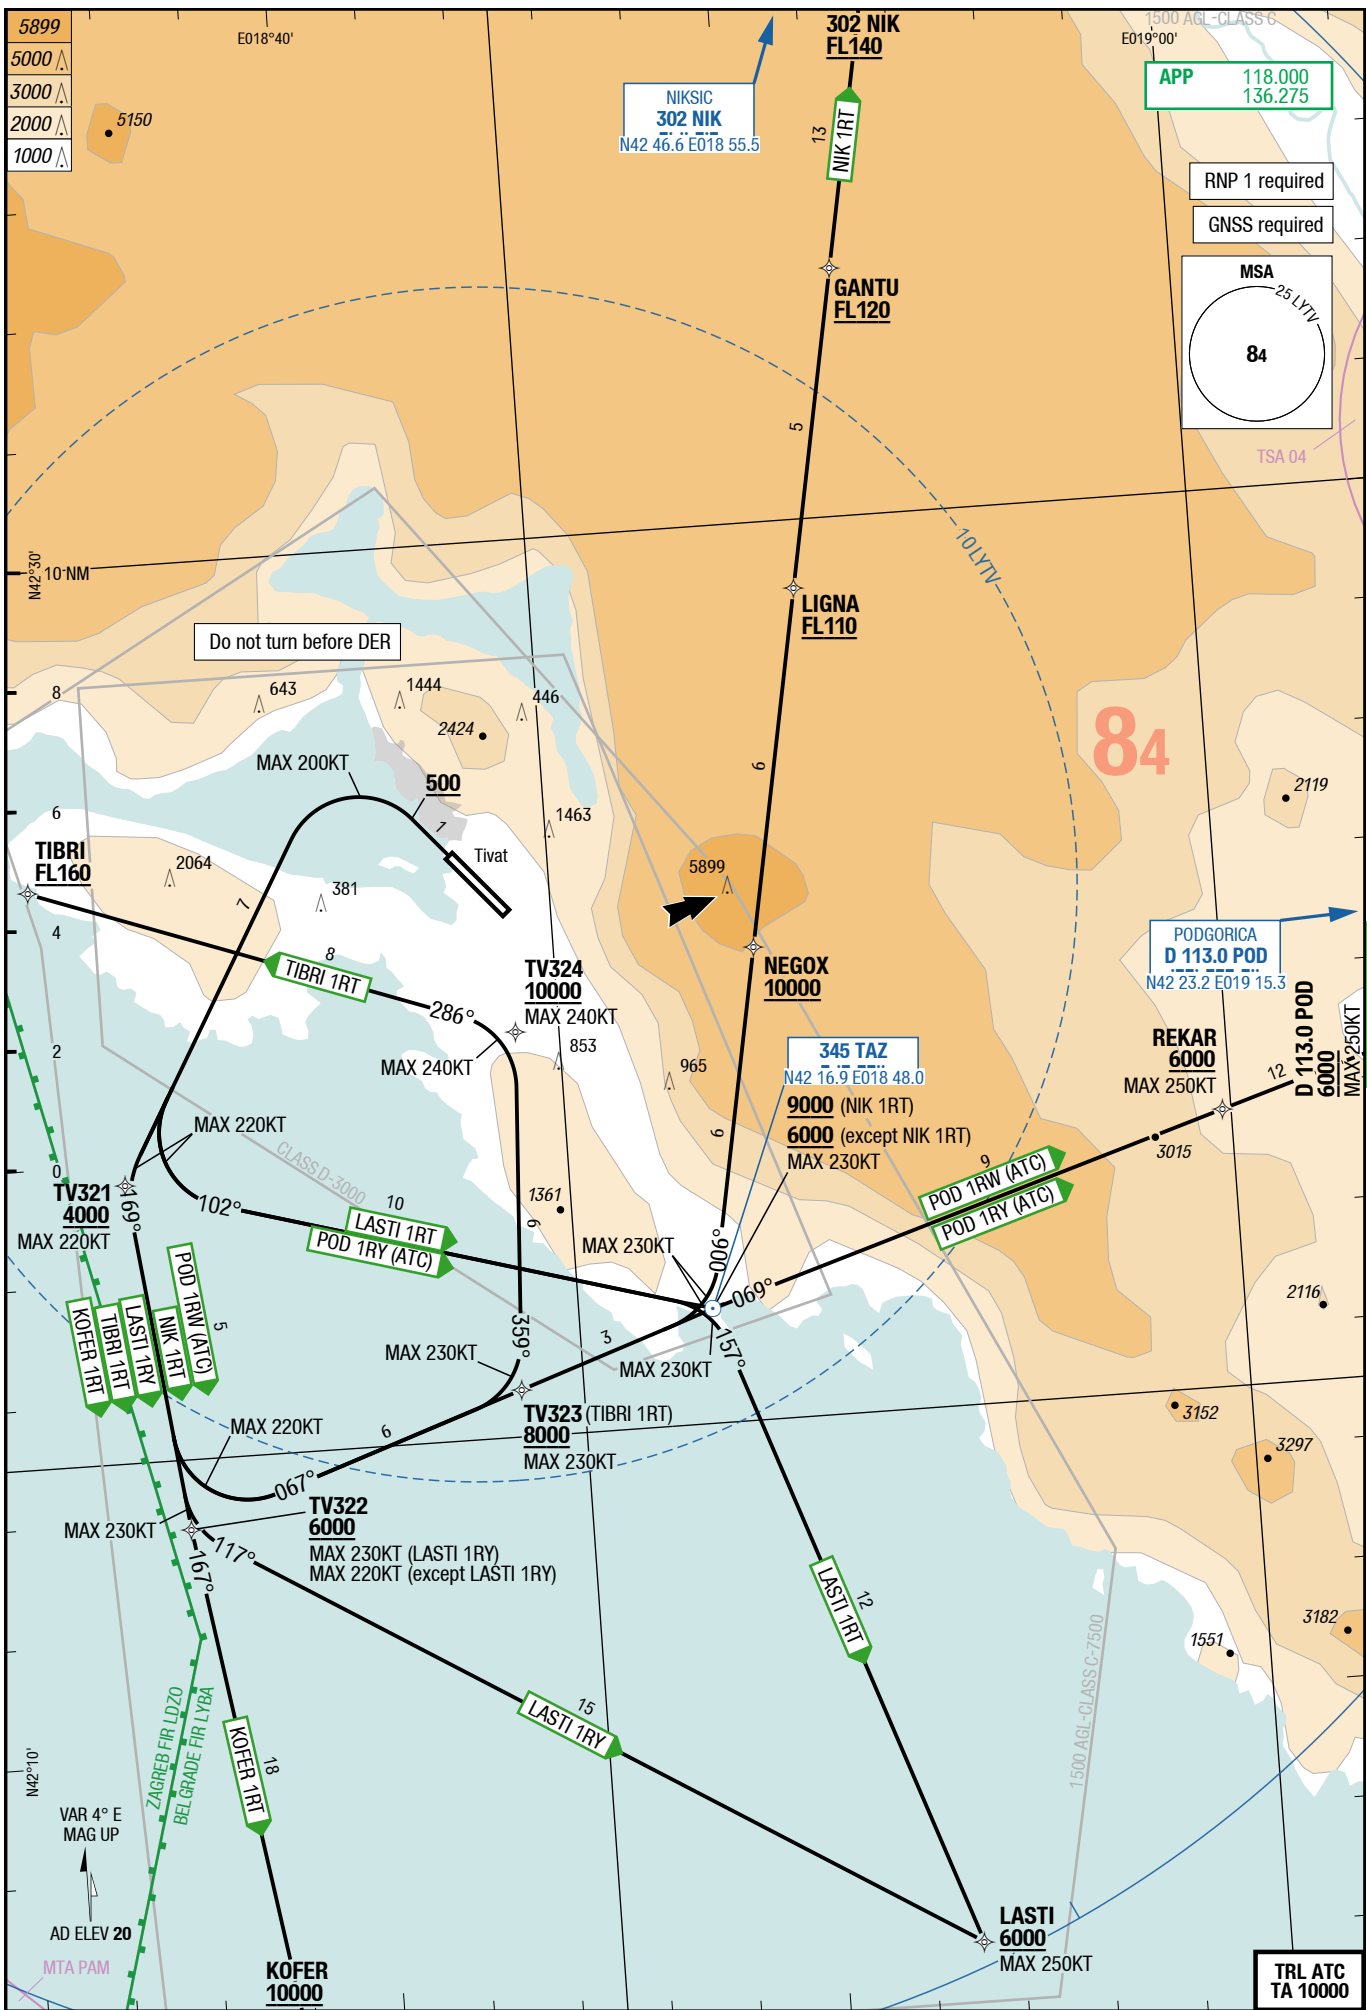 5899
5000
3000
2000
1000
E018°40'
302 NIK
FL140
1500 AGL-CLASS C
E019°00'
APP 118.000
136.275
NIKSIC
302 NIK
N42 46.6 E018 55.5
5150
13
NIK 1RT
RNP 1 required
GNSS required
MSA
25 LYTV
84
TSA 04
GANTU
FL120
5
10 LYTV
N42°30'
10 NM
LIGNA
FL110
Do not turn before DER
8
643
1444
446
2424
84
MAX 200KT
500
6
2119
6
1463
1
Tivat
TIBRI
FL160
2064
381
5899
7
4
8
TIBRI 1RT
286°
TV324
10000
MAX 240KT
NEGOX
10000
PODGORICA
D 113.0 POD
N42 23.2 E019 15.3
D 113.0 POD
6000
MAX 250KT
2
MAX 240KT
853
965
345 TAZ
N42 16.9 E018 48.0
9000 (NIK 1RT)
6000 (except NIK 1RT)
MAX 230KT
REKAR
6000
MAX 250KT
12
3015
MAX 220KT
CLASS D-3000
0
TV321
4000
MAX 220KT
169°
102°
10
LASTI 1RT
POD 1RY (ATC)
1361
9
9
9
POD 1RW (ATC)
POD 1RY (ATC)
MAX 230KT
006°
069°
2116
KOFER 1RT
TIBRI 1RT
LASTI 1RY
NIK 1RT
POD 1RW (ATC)
5
359°
3
157°
MAX 230KT
MAX 230KT
TV323 (TIBRI 1RT)
8000
MAX 230KT
3152
MAX 220KT
6
3297
067°
TV322
6000
MAX 230KT (LASTI 1RY)
MAX 220KT (except LASTI 1RY)
MAX 230KT
117°
167°
LASTI 1RT
12
3182
1551
1500 AGL-CLASS C-7500
15
LASTI 1RY
ZAGREB FIR LDZO
BELGRADE FIR LYBA
KOFER 1RT
18
N42°10'
VAR 4° E
MAG UP
AD ELEV 20
MTA PAM
KOFER
10000
LASTI
6000
MAX 250KT
TRL ATC
TA 10000